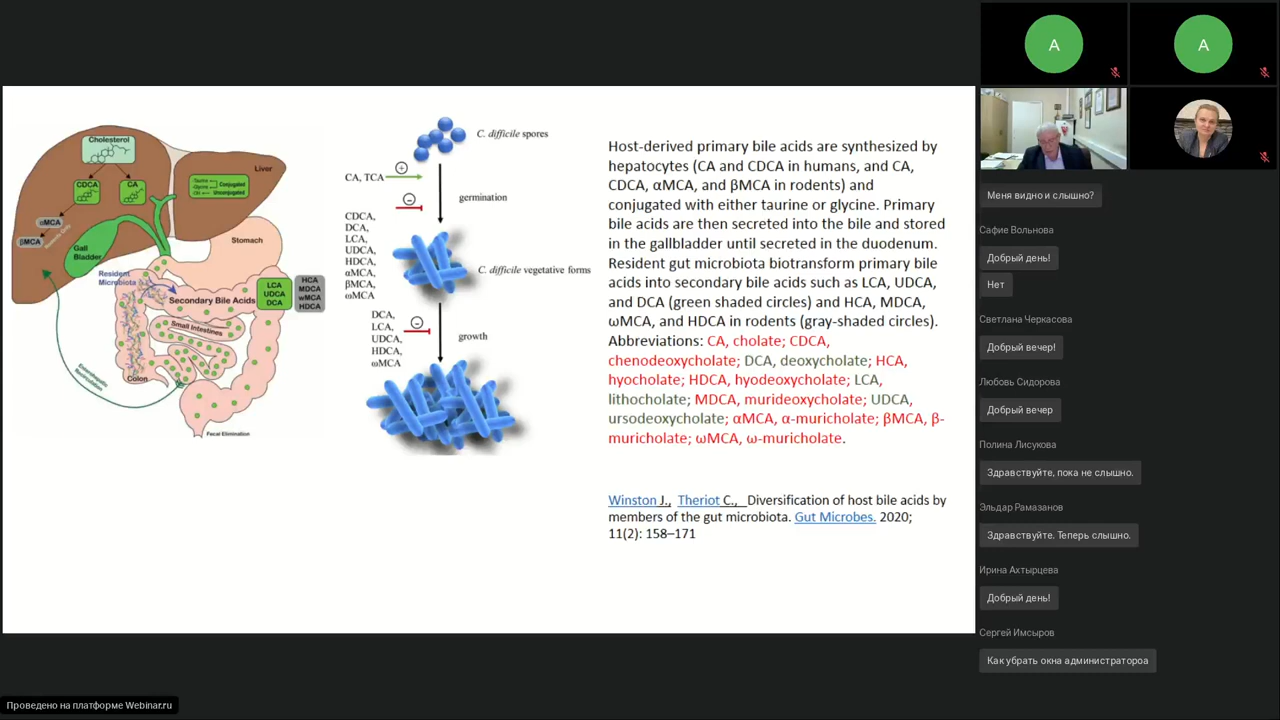 Cholesterol
CDCA
CA
αMCA
βMCA
Conjugated
Unconjugated
Liver
Gall
Bladder
Stomach
Resident
Microbiota
Secondary Bile Acids
LCA
UDCA
DCA
HCA
MDCA
wMCA
HDCA
Small Intestines
Colon
Enterohepatic
Recirculation
Fecal Elimination
C. difficile spores
CA, TCA
+
−
germination
CDCA,
DCA,
LCA,
UDCA,
HDCA,
αMCA,
βMCA,
ωMCA
C. difficile vegetative forms
DCA,
LCA,
UDCA,
HDCA,
ωMCA
−
growth
Host-derived primary bile acids are synthesized by
hepatocytes (CA and CDCA in humans, and CA,
CDCA, αMCA, and βMCA in rodents) and
conjugated with either taurine or glycine. Primary
bile acids are then secreted into the bile and stored
in the gallbladder until secreted in the duodenum.
Resident gut microbiota biotransform primary bile
acids into secondary bile acids such as LCA, UDCA,
and DCA (green shaded circles) and HCA, MDCA,
ωMCA, and HDCA in rodents (gray-shaded circles).
Abbreviations: CA, cholate; CDCA,
chenodeoxycholate; DCA, deoxycholate; HCA,
hyocholate; HDCA, hyodeoxycholate; LCA,
lithocholate; MDCA, murideoxycholate; UDCA,
ursodeoxycholate; αMCA, α-muricholate; βMCA, β-
muricholate; ωMCA, ω-muricholate.
Winston J., Theriot C., Diversification of host bile acids by
members of the gut microbiota. Gut Microbes. 2020;
11(2): 158–171
A
A
Меня видно и слышно?
Сафие Вольнова
Добрый день!
Нет
Светлана Черкасова
Добрый вечер!
Любовь Сидорова
Добрый вечер
Полина Лисукова
Здравствуйте, пока не слышно.
Эльдар Рамазанов
Здравствуйте. Теперь слышно.
Ирина Ахтырцева
Добрый день!
Сергей Имсыров
Как убрать окна администратороа
Проведено на платформе Webinar.ru